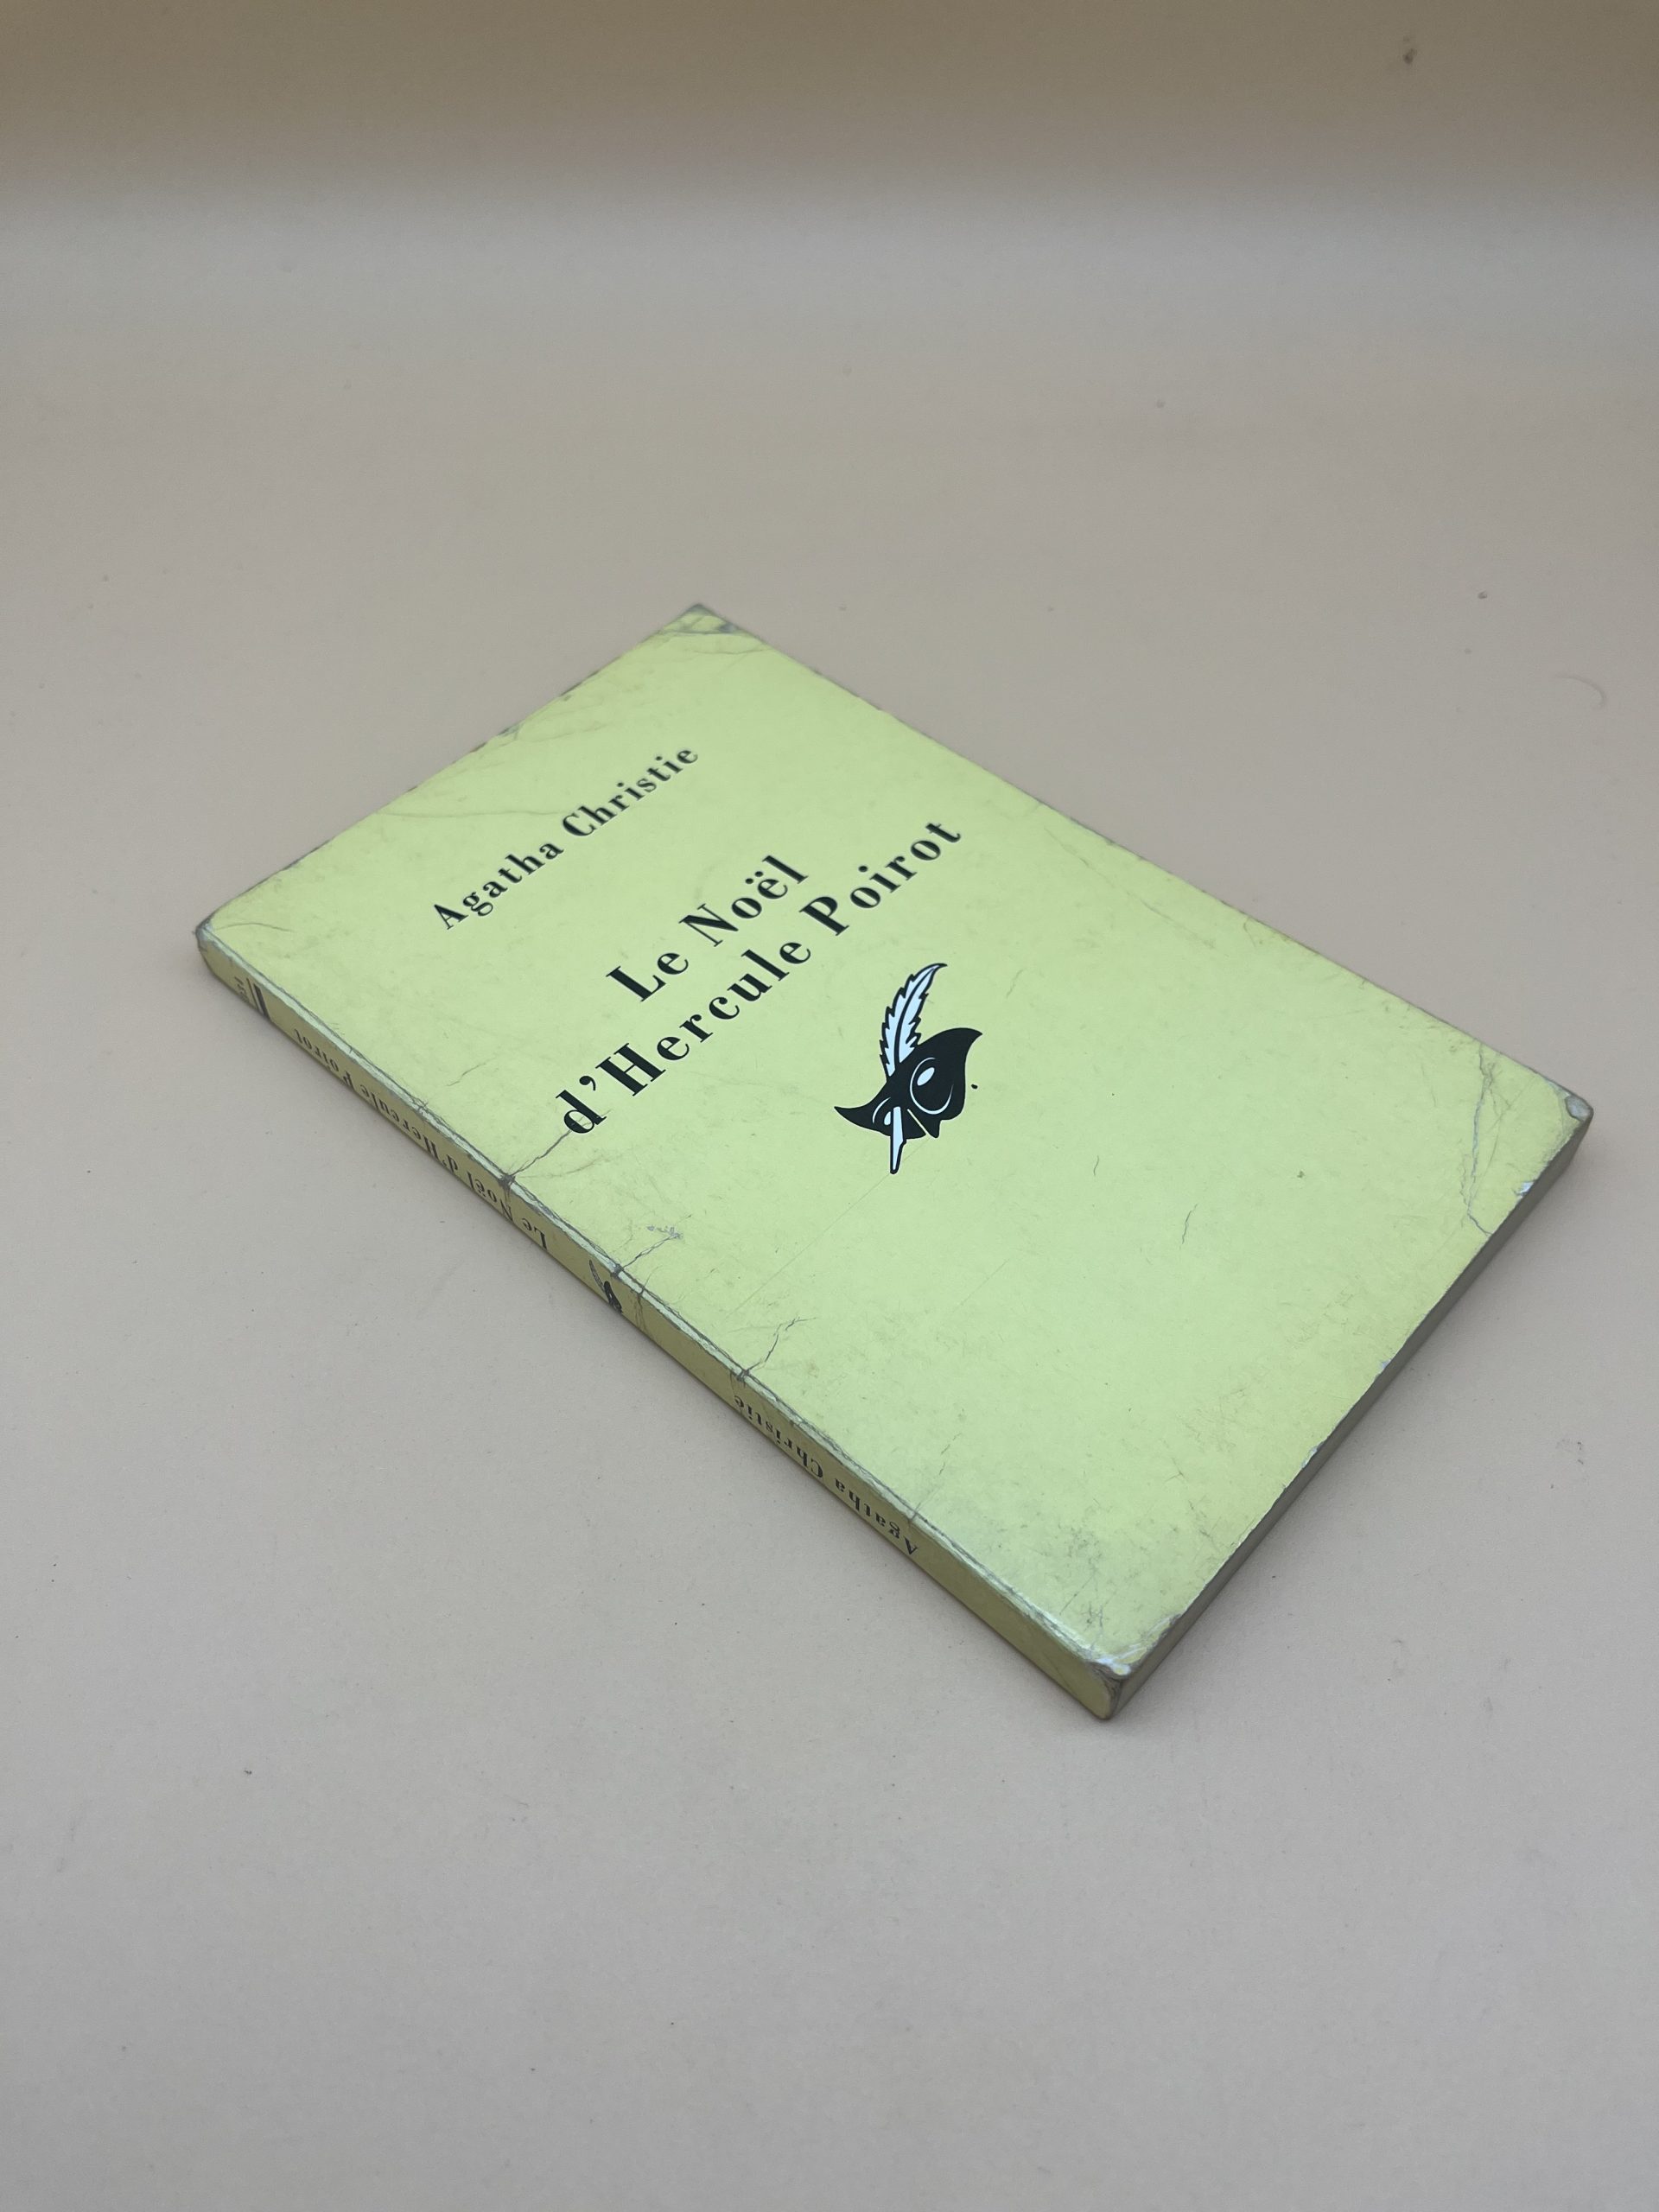 Agatha Christie
Le Noël
d'Hercule Poirot
Agatha Christie
Le Noël d'Hercule Poirot